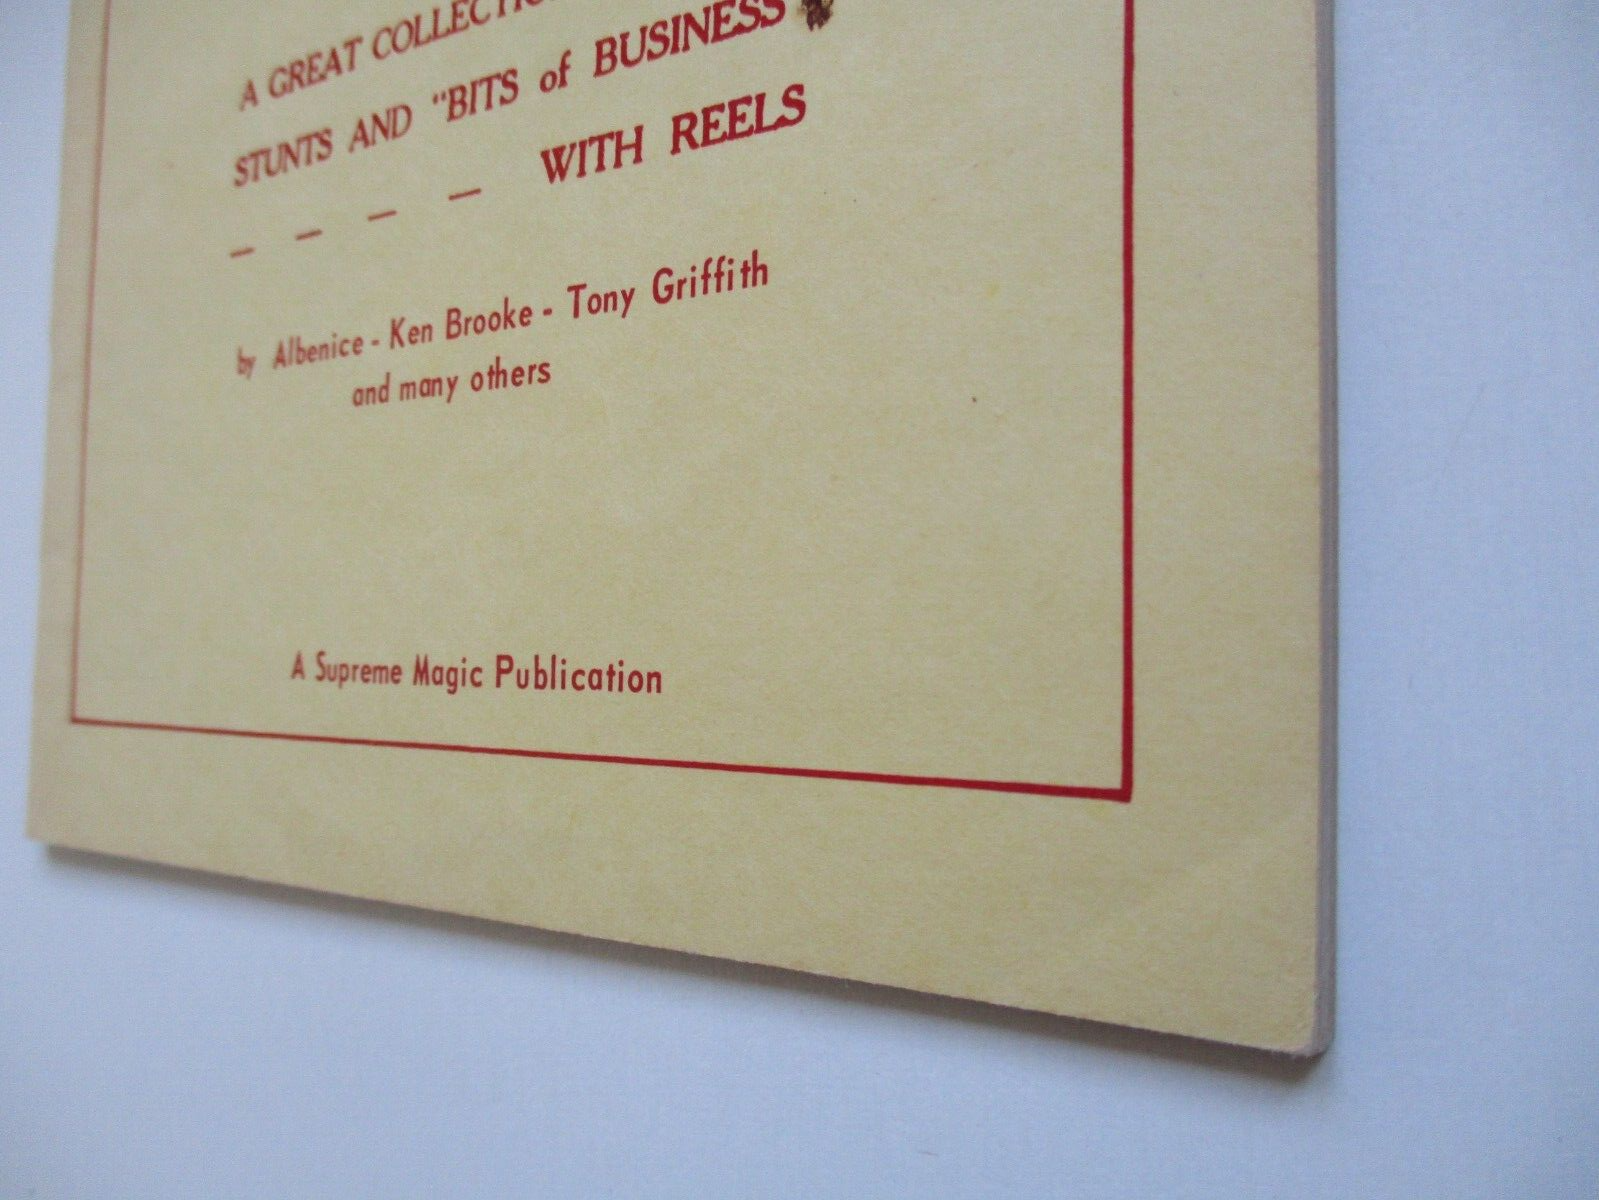 A GREAT COLLECTION
STUNTS AND "BITS of BUSINESS
— — — — WITH REELS
by Albenice - Ken Brooke - Tony Griffith
and many others
A Supreme Magic Publication